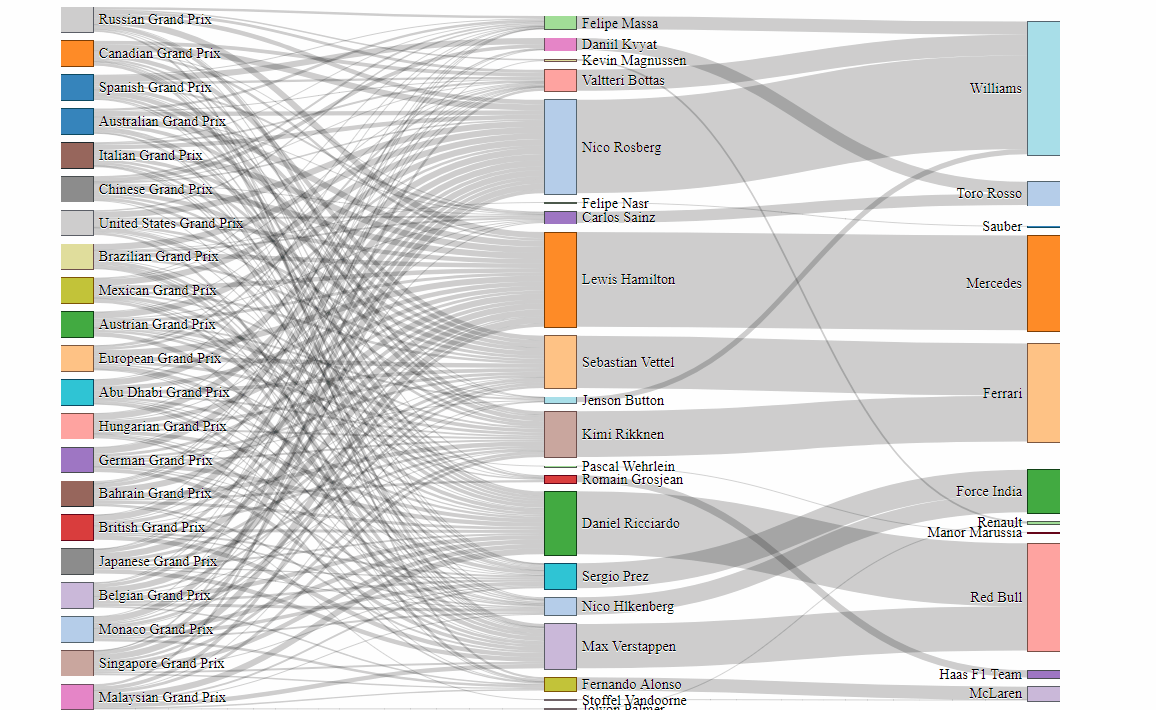 Russian Grand Prix
Canadian Grand Prix
Spanish Grand Prix
Australian Grand Prix
Italian Grand Prix
Chinese Grand Prix
United States Grand Prix
Brazilian Grand Prix
Mexican Grand Prix
Austrian Grand Prix
European Grand Prix
Abu Dhabi Grand Prix
Hungarian Grand Prix
German Grand Prix
Bahrain Grand Prix
British Grand Prix
Japanese Grand Prix
Belgian Grand Prix
Monaco Grand Prix
Singapore Grand Prix
Malaysian Grand Prix
Felipe Massa
Daniil Kvyat
Kevin Magnussen
Valtteri Bottas
Nico Rosberg
Felipe Nasr
Carlos Sainz
Lewis Hamilton
Sebastian Vettel
Jenson Button
Kimi Rikknen
Pascal Wehrlein
Romain Grosjean
Daniel Ricciardo
Sergio Prez
Nico Hlkenberg
Max Verstappen
Fernando Alonso
Stoffel Vandoorne
Jolyon Palmer
Williams
Toro Rosso
Sauber
Mercedes
Ferrari
Force India
Renault
Manor Marussia
Red Bull
Haas F1 Team
McLaren